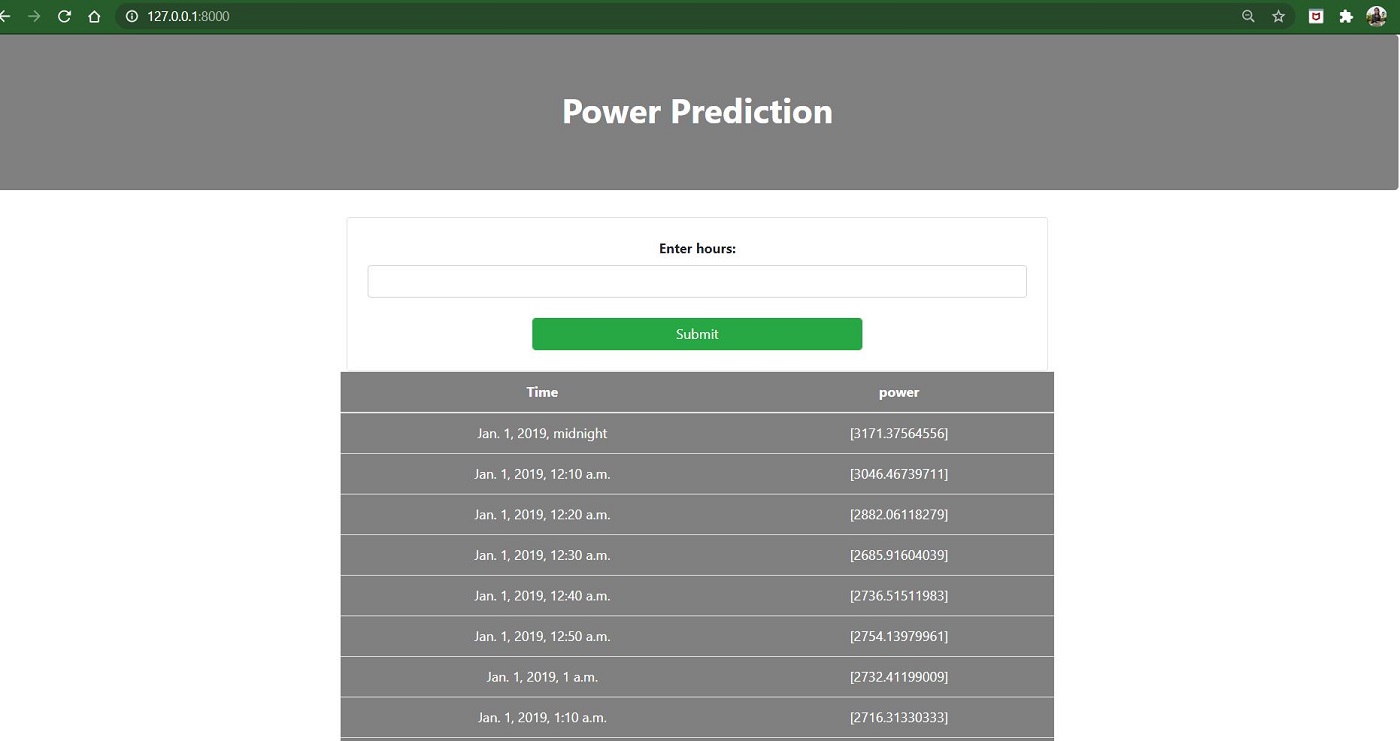 127.0.0.1:8000
Power Prediction
Enter hours:
Submit
Time power
Jan. 1, 2019, midnight [3171.37564556]
Jan. 1, 2019, 12:10 a.m. [3046.46739711]
Jan. 1, 2019, 12:20 a.m. [2882.06118279]
Jan. 1, 2019, 12:30 a.m. [2685.91604039]
Jan. 1, 2019, 12:40 a.m. [2736.51511983]
Jan. 1, 2019, 12:50 a.m. [2754.13979961]
Jan. 1, 2019, 1 a.m. [2732.41199009]
Jan. 1, 2019, 1:10 a.m. [2716.31330333]